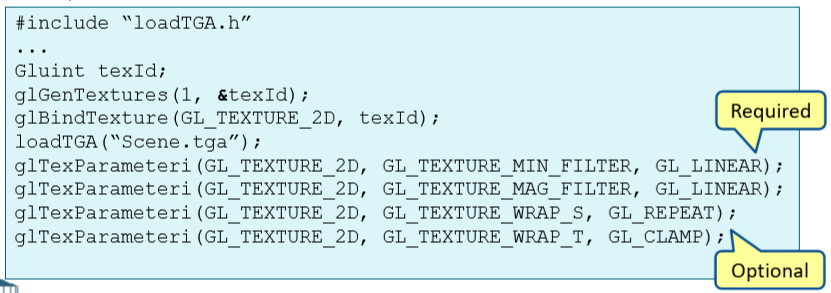 #include “loadTGA.h”
...
Gluint texId;
glGenTextures(1, &texId);
glBindTexture(GL_TEXTURE_2D, texId);
Required
loadTGA(“Scene.tga”);
glTexParameteri(GL_TEXTURE_2D, GL_TEXTURE_MIN_FILTER, GL_LINEAR);
glTexParameteri(GL_TEXTURE_2D, GL_TEXTURE_MAG_FILTER, GL_LINEAR);
glTexParameteri(GL_TEXTURE_2D, GL_TEXTURE_WRAP_S, GL_REPEAT);
glTexParameteri(GL_TEXTURE_2D, GL_TEXTURE_WRAP_T, GL_CLAMP);
Optional